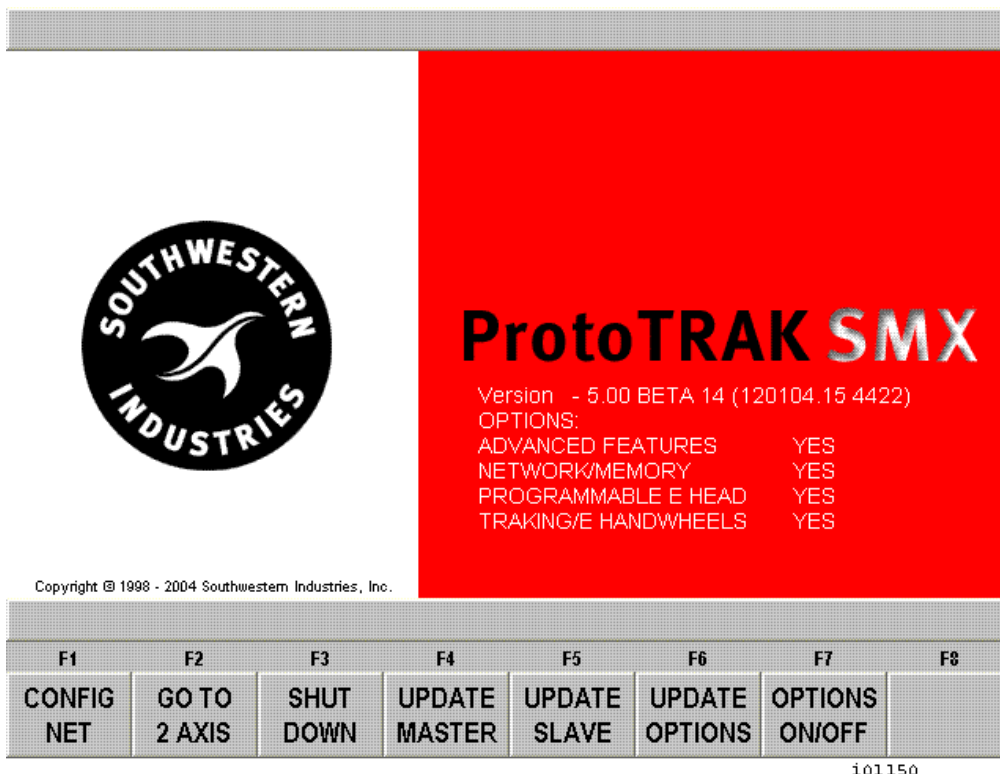 SOUTHWESTERN
INDUSTRIES
ProtoTRAK SMX
Version - 5.00 BETA 14 (120104.15 4422)
OPTIONS:
ADVANCED FEATURES YES
NETWORK/MEMORY YES
PROGRAMMABLE E HEAD YES
TRAKING/E HANDWHEELS YES
Copyright © 1998 - 2004 Southwestern Industries, Inc.
F1 F2 F3 F4 F5 F6 F7 F8
CONFIG GO TO SHUT UPDATE UPDATE UPDATE OPTIONS
NET 2 AXIS DOWN MASTER SLAVE OPTIONS ON/OFF
i01150